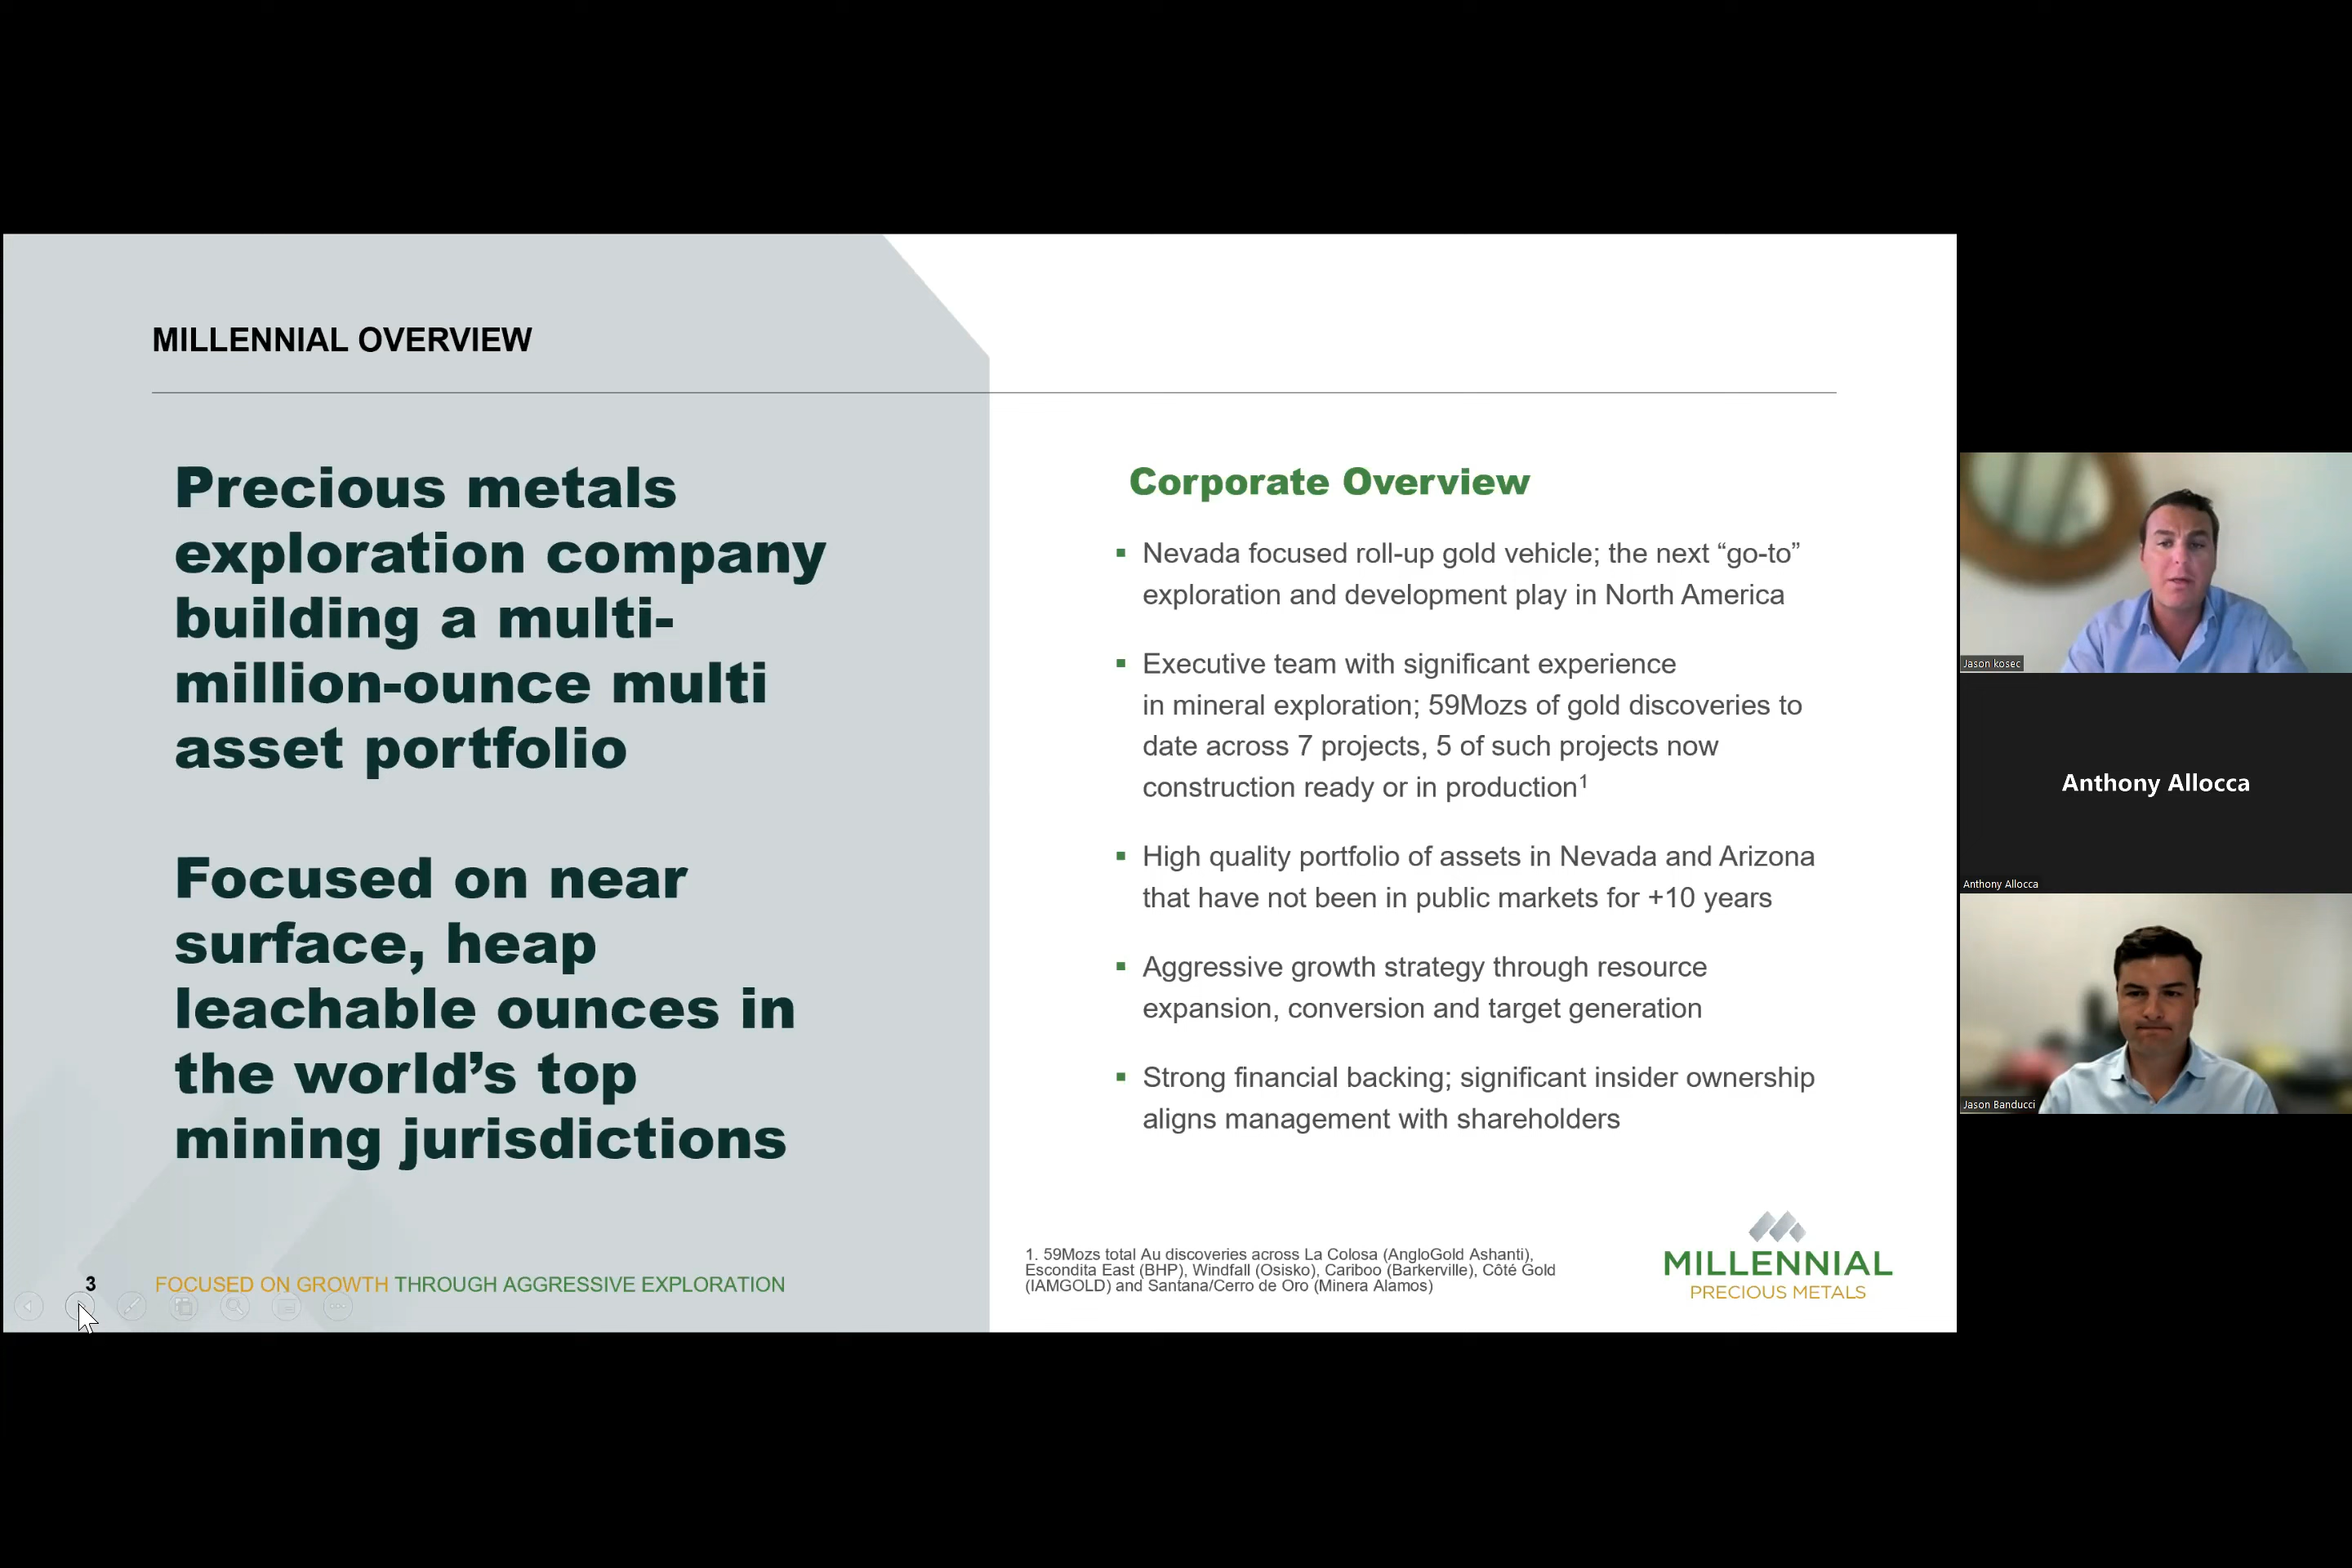 MILLENNIAL OVERVIEW
Precious metals
exploration company
building a multi-
million-ounce multi
asset portfolio
Focused on near
surface, heap
leachable ounces in
the world’s top
mining jurisdictions
Corporate Overview
▪ Nevada focused roll-up gold vehicle; the next “go-to”
exploration and development play in North America
▪ Executive team with significant experience
in mineral exploration; 59Mozs of gold discoveries to
date across 7 projects, 5 of such projects now
construction ready or in production¹
▪ High quality portfolio of assets in Nevada and Arizona
that have not been in public markets for +10 years
▪ Aggressive growth strategy through resource
expansion, conversion and target generation
▪ Strong financial backing; significant insider ownership
aligns management with shareholders
1. 59Mozs total Au discoveries across La Colosa (AngloGold Ashanti),
Escondita East (BHP), Windfall (Osisko), Cariboo (Barkerville), Côté Gold
(IAMGOLD) and Santana/Cerro de Oro (Minera Alamos)
MILLENNIAL
PRECIOUS METALS
3
FOCUSED ON GROWTH THROUGH AGGRESSIVE EXPLORATION
Jason kosec
Anthony Allocca
Anthony Allocca
Jason Banducci